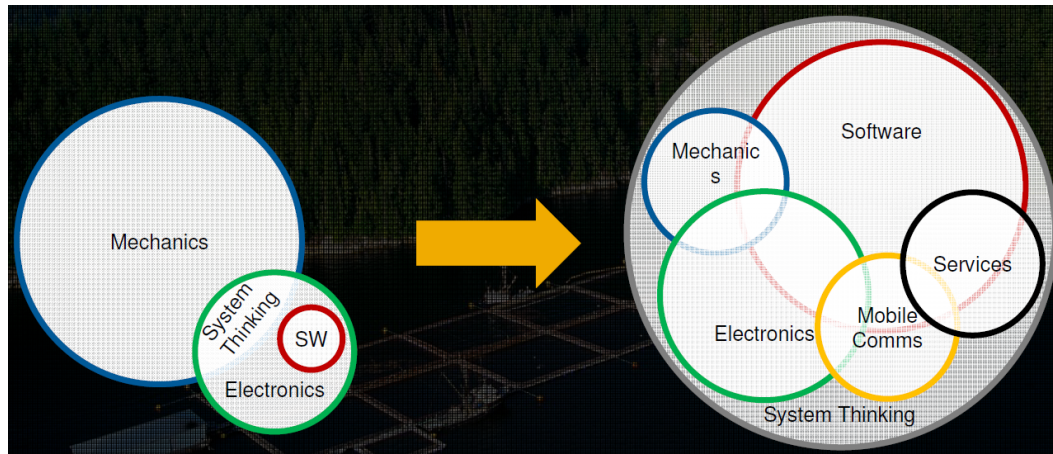 Mechanics
System
Thinking
SW
Electronics
Software
Mechanic
s
Services
Mobile
Comms
Electronics
System Thinking